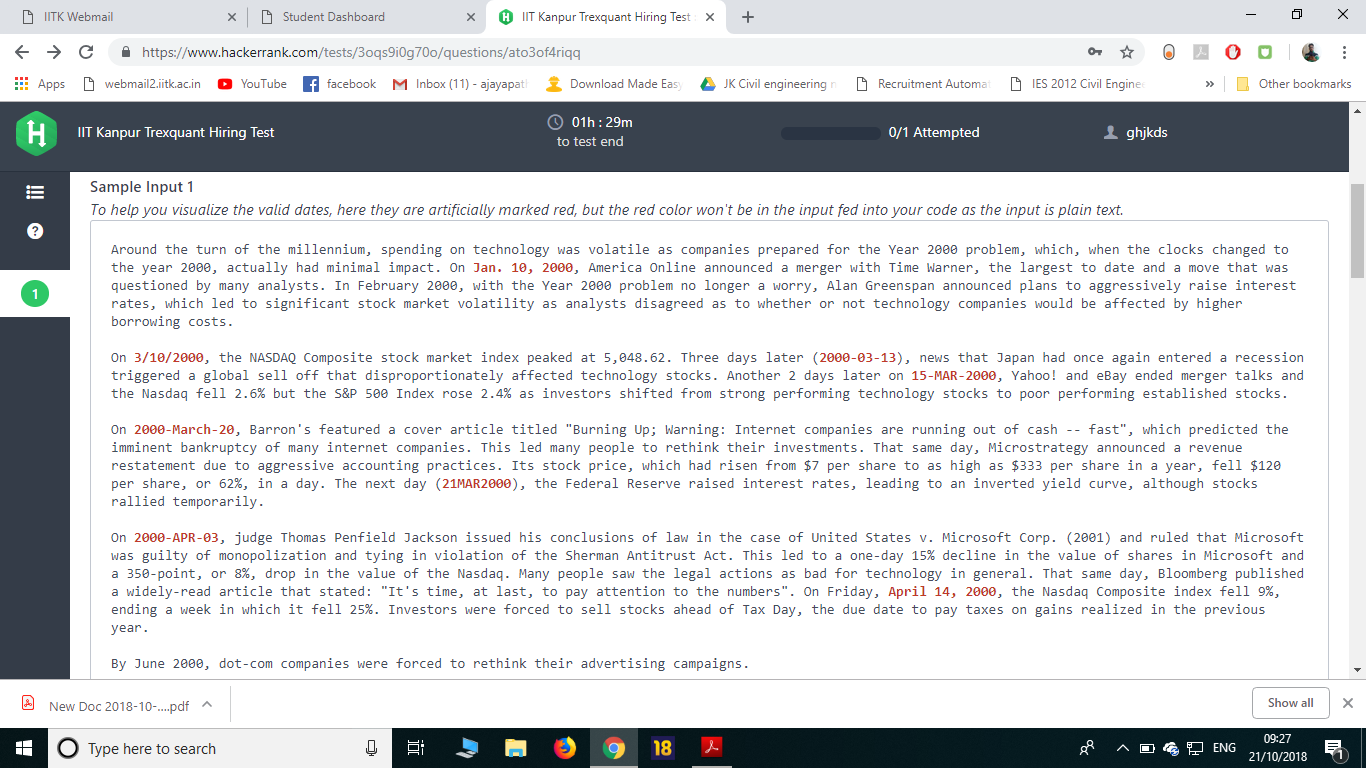 IITK Webmail
Student Dashboard
IIT Kanpur Trexquant Hiring Test
https://www.hackerrank.com/tests/3oqs9i0g70o/questions/ato3of4riqq
Apps webmail2.iitk.ac.in YouTube facebook Inbox (11) - ajayapati Download Made Easy JK Civil engineering Recruitment Automat IES 2012 Civil Engine » Other bookmarks
IIT Kanpur Trexquant Hiring Test
01h : 29m
to test end
0/1 Attempted
ghjkds
1
Sample Input 1
To help you visualize the valid dates, here they are artificially marked red, but the red color won't be in the input fed into your code as the input is plain text.
Around the turn of the millennium, spending on technology was volatile as companies prepared for the Year 2000 problem, which, when the clocks changed to
the year 2000, actually had minimal impact. On Jan. 10, 2000, America Online announced a merger with Time Warner, the largest to date and a move that was
questioned by many analysts. In February 2000, with the Year 2000 problem no longer a worry, Alan Greenspan announced plans to aggressively raise interest
rates, which led to significant stock market volatility as analysts disagreed as to whether or not technology companies would be affected by higher
borrowing costs.
On 3/10/2000, the NASDAQ Composite stock market index peaked at 5,048.62. Three days later (2000-03-13), news that Japan had once again entered a recession
triggered a global sell off that disproportionately affected technology stocks. Another 2 days later on 15-MAR-2000, Yahoo! and eBay ended merger talks and
the Nasdaq fell 2.6% but the S&P 500 Index rose 2.4% as investors shifted from strong performing technology stocks to poor performing established stocks.
On 2000-March-20, Barron's featured a cover article titled "Burning Up; Warning: Internet companies are running out of cash -- fast", which predicted the
imminent bankruptcy of many internet companies. This led many people to rethink their investments. That same day, Microstrategy announced a revenue
restatement due to aggressive accounting practices. Its stock price, which had risen from $7 per share to as high as $333 per share in a year, fell $120
per share, or 62%, in a day. The next day (21MAR2000), the Federal Reserve raised interest rates, leading to an inverted yield curve, although stocks
rallied temporarily.
On 2000-APR-03, judge Thomas Penfield Jackson issued his conclusions of law in the case of United States v. Microsoft Corp. (2001) and ruled that Microsoft
was guilty of monopolization and tying in violation of the Sherman Antitrust Act. This led to a one-day 15% decline in the value of shares in Microsoft and
a 350-point, or 8%, drop in the value of the Nasdaq. Many people saw the legal actions as bad for technology in general. That same day, Bloomberg published
a widely-read article that stated: "It's time, at last, to pay attention to the numbers". On Friday, April 14, 2000, the Nasdaq Composite index fell 9%,
ending a week in which it fell 25%. Investors were forced to sell stocks ahead of Tax Day, the due date to pay taxes on gains realized in the previous
year.
By June 2000, dot-com companies were forced to rethink their advertising campaigns.
New Doc 2018-10-....pdf
Show all
Type here to search
18
ENG
09:27
21/10/2018
1